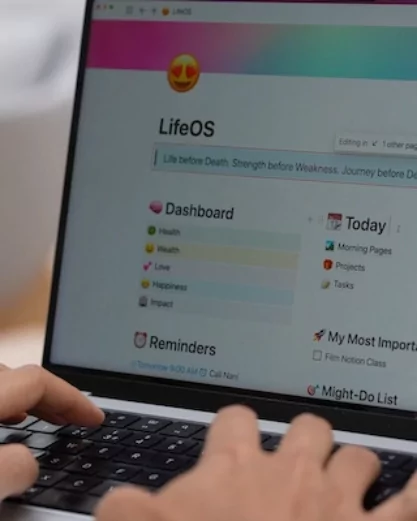 LifeOS
LifeOS
Editing in ↙ 1 other pag
Life before Death, Strength before Weakness, Journey before De
Dashboard
Health
Wealth
Love
Happiness
Impact
Reminders
Tomorrow 9:00 AM Call Nani
Today
Morning Pages
Projects
Tasks
My Most Importa
Film Notion Class
Might-Do List